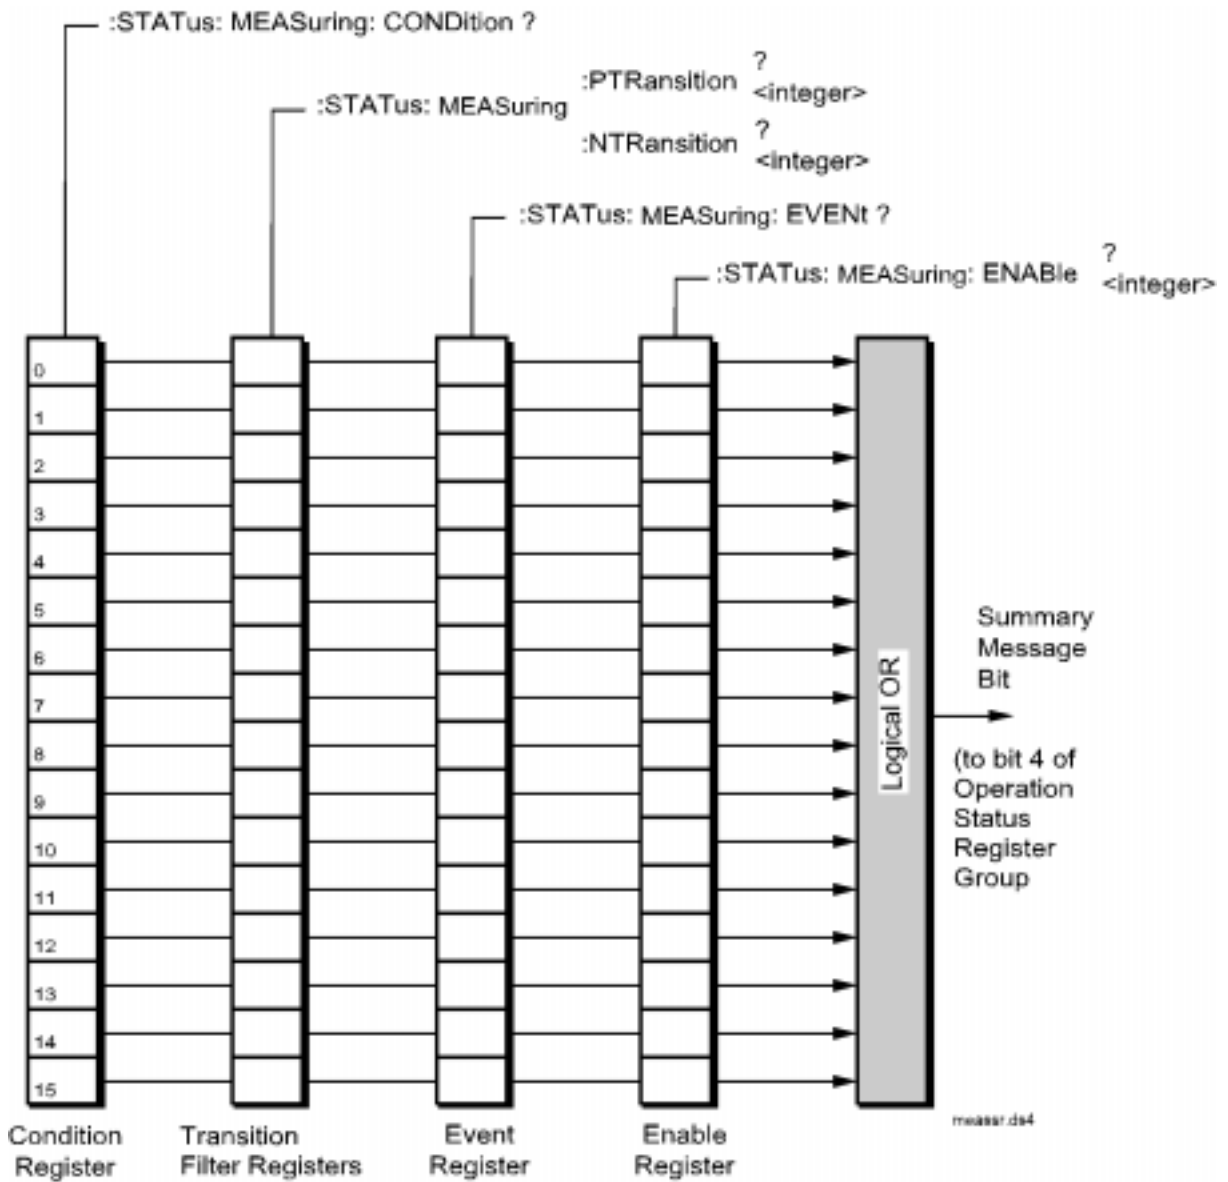 :STATus: MEASuring: CONDition ?
:PTRansition ?
<integer>
:STATus: MEASuring
:NTRansition ?
<integer>
:STATus: MEASuring: EVENt ?
:STATus: MEASuring: ENABle ?
<integer>
0
1
2
3
4
5
6
7
8
9
10
11
12
13
14
15
Logical OR
Summary
Message
Bit
(to bit 4 of
Operation
Status
Register
Group
Condition
Register
Transition
Filter Registers
Event
Register
Enable
Register
measr.ds4